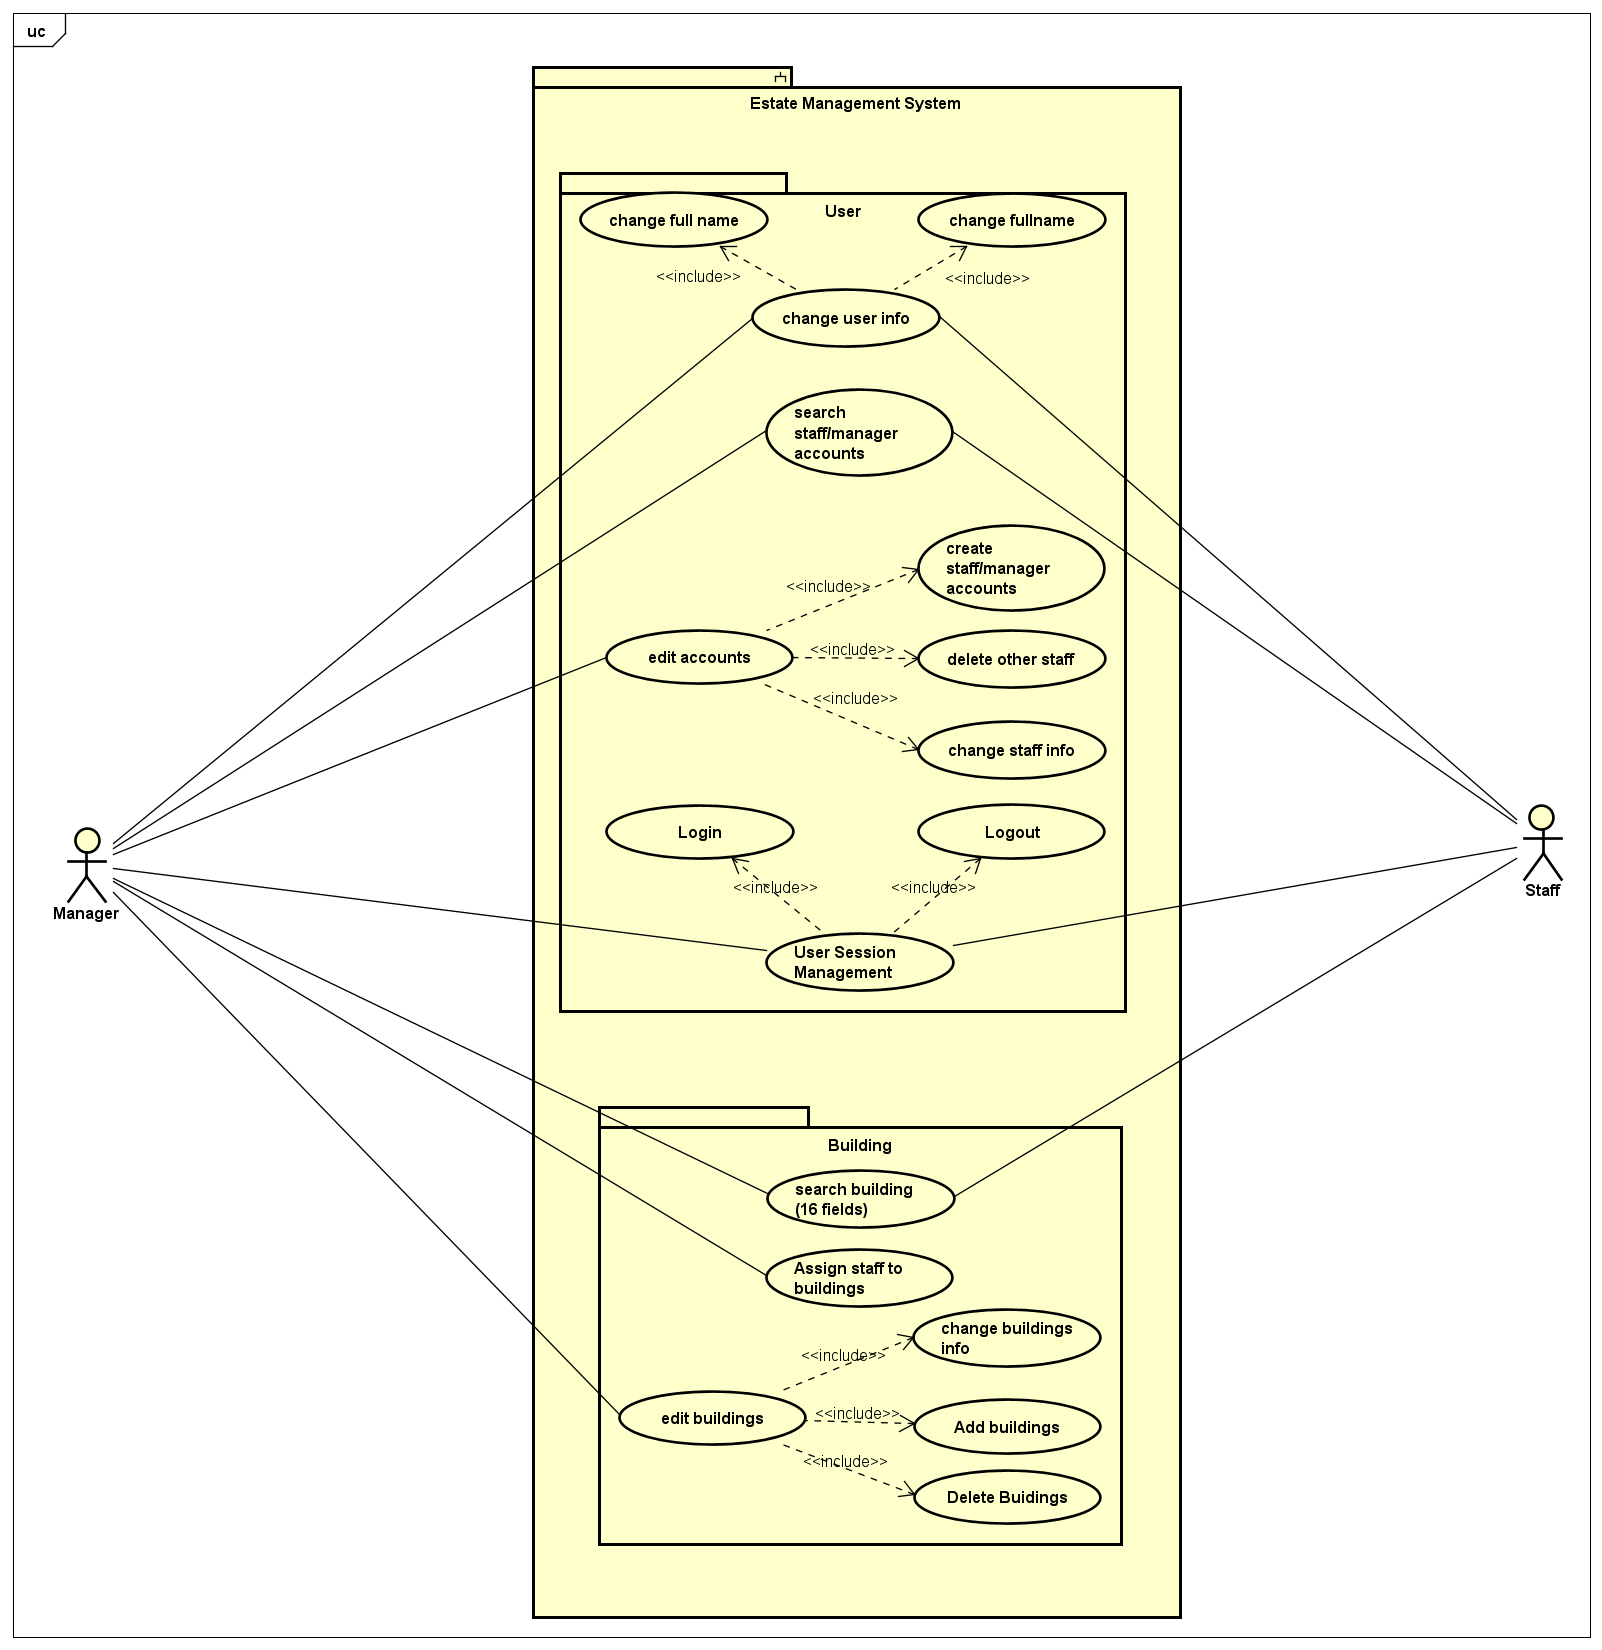 uc
Estate Management System
User
change full name
change fullname
<<include>>
<<include>>
change user info
search
staff/manager
accounts
create
staff/manager
accounts
<<include>>
edit accounts
<<include>>
delete other staff
<<include>>
change staff info
Login
Logout
<<include>>
<<include>>
Manager
Staff
User Session
Management
Building
search building
(16 fields)
Assign staff to
buildings
change buildings
info
<<include>>
edit buildings
<<include>>
Add buildings
<<include>>
Delete Buidings